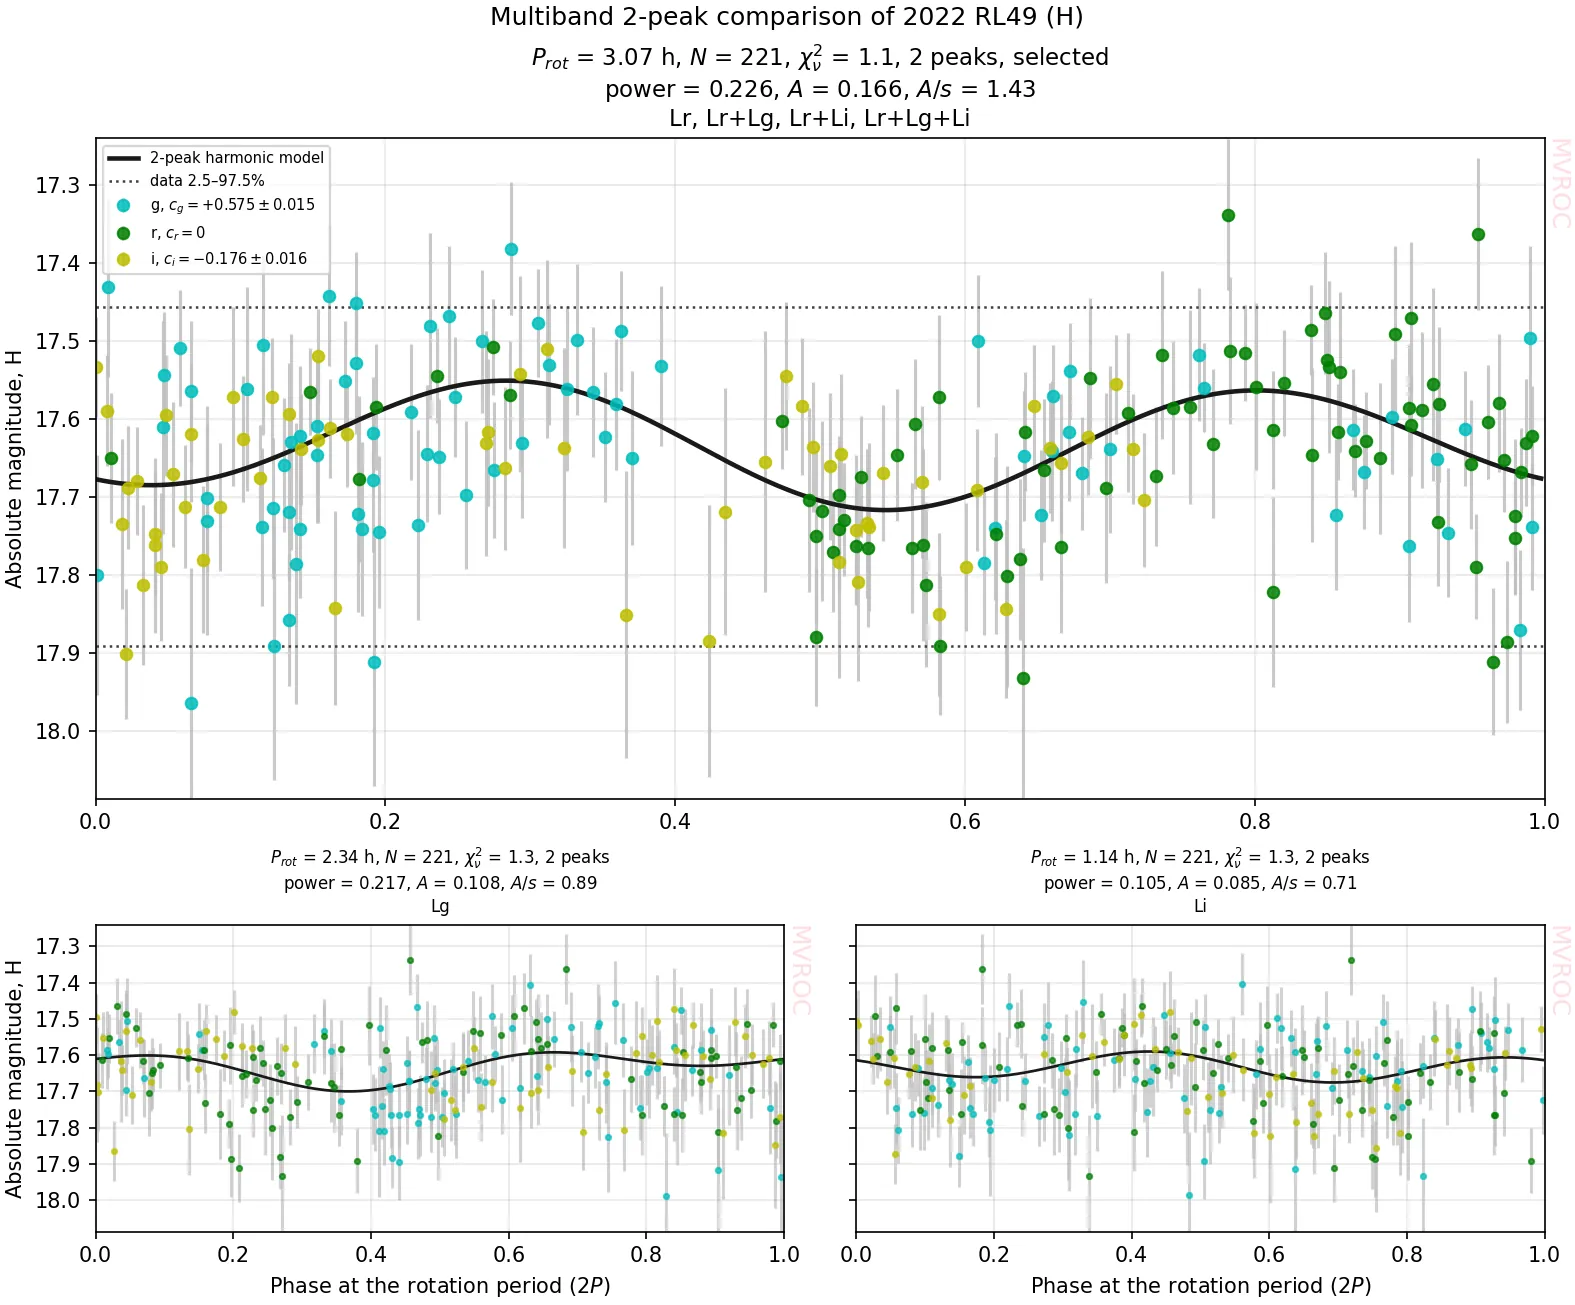 Multiband 2-peak comparison of 2022 RL49 (H)
P_rot = 3.07 h, N = 221, χ²_ν = 1.1, 2 peaks, selected
power = 0.226, A = 0.166, A/s = 1.43
Lr, Lr+Lg, Lr+Li, Lr+Lg+Li
2-peak harmonic model
data 2.5–97.5%
g, c_g = +0.575 ± 0.015
r, c_r = 0
i, c_i = −0.176 ± 0.016
MVROC
Absolute magnitude, H
17.3
17.4
17.5
17.6
17.7
17.8
17.9
18.0
0.0 0.2 0.4 0.6 0.8 1.0
P_rot = 2.34 h, N = 221, χ²_ν = 1.3, 2 peaks
power = 0.217, A = 0.108, A/s = 0.89
Lg
MVROC
Absolute magnitude, H
17.3
17.4
17.5
17.6
17.7
17.8
17.9
18.0
0.0 0.2 0.4 0.6 0.8 1.0
Phase at the rotation period (2P)
P_rot = 1.14 h, N = 221, χ²_ν = 1.3, 2 peaks
power = 0.105, A = 0.085, A/s = 0.71
Li
MVROC
0.0 0.2 0.4 0.6 0.8 1.0
Phase at the rotation period (2P)